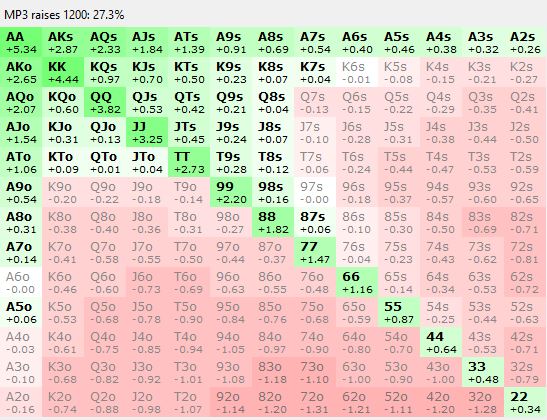 MP3 raises 1200: 27.3%
AA AKs AQs AJs ATs A9s A8s A7s A6s A5s A4s A3s A2s
+5.34 +2.87 +2.33 +1.84 +1.39 +0.91 +0.69 +0.54 +0.40 +0.46 +0.38 +0.32 +0.26
AKo KK KQs KJs KTs K9s K8s K7s K6s K5s K4s K3s K2s
+2.65 +4.44 +0.97 +0.70 +0.50 +0.23 +0.07 +0.04 -0.01 -0.08 -0.15 -0.21 -0.27
AQo KQo QQ QJs QTs Q9s Q8s Q7s Q6s Q5s Q4s Q3s Q2s
+2.07 +0.60 +3.82 +0.53 +0.42 +0.21 +0.04 -0.13 -0.15 -0.22 -0.29 -0.35 -0.41
AJo KJo QJo JJ JTs J9s J8s J7s J6s J5s J4s J3s J2s
+1.54 +0.31 +0.13 +3.25 +0.45 +0.24 +0.07 -0.10 -0.28 -0.31 -0.38 -0.44 -0.50
ATo KTo QTo JTo TT T9s T8s T7s T6s T5s T4s T3s T2s
+1.06 +0.09 +0.01 +0.04 +2.73 +0.28 +0.12 -0.06 -0.24 -0.44 -0.47 -0.53 -0.59
A9o K9o Q9o J9o T9o 99 98s 97s 96s 95s 94s 93s 92s
+0.54 -0.20 -0.22 -0.18 -0.14 +2.20 +0.16 -0.00 -0.18 -0.37 -0.57 -0.60 -0.65
A8o K8o Q8o J8o T8o 98o 88 87s 86s 85s 84s 83s 82s
+0.31 -0.38 -0.40 -0.36 -0.31 -0.27 +1.82 +0.06 -0.10 -0.30 -0.50 -0.69 -0.71
A7o K7o Q7o J7o T7o 97o 87o 77 76s 75s 74s 73s 72s
+0.14 -0.41 -0.58 -0.55 -0.50 -0.44 -0.37 +1.47 -0.04 -0.23 -0.43 -0.62 -0.81
A6o K6o Q6o J6o T6o 96o 86o 76o 66 65s 64s 63s 62s
-0.00 -0.46 -0.60 -0.73 -0.69 -0.63 -0.55 -0.48 +1.16 -0.14 -0.34 -0.53 -0.72
A5o K5o Q5o J5o T5o 95o 85o 75o 65o 55 54s 53s 52s
+0.06 -0.53 -0.68 -0.78 -0.90 -0.84 -0.76 -0.68 -0.59 +0.87 -0.25 -0.44 -0.63
A4o K4o Q4o J4o T4o 94o 84o 74o 64o 54o 44 43s 42s
-0.03 -0.61 -0.75 -0.85 -0.94 -1.05 -0.97 -0.90 -0.80 -0.70 +0.64 -0.53 -0.71
A3o K3o Q3o J3o T3o 93o 83o 73o 63o 53o 43o 33 32s
-0.10 -0.68 -0.82 -0.92 -1.01 -1.08 -1.18 -1.10 -1.00 -0.90 -1.00 +0.48 -0.79
A2o K2o Q2o J2o T2o 92o 82o 72o 62o 52o 42o 32o 22
-0.16 -0.74 -0.88 -0.98 -1.07 -1.14 -1.20 -1.31 -1.21 -1.11 -1.20 -1.28 +0.34